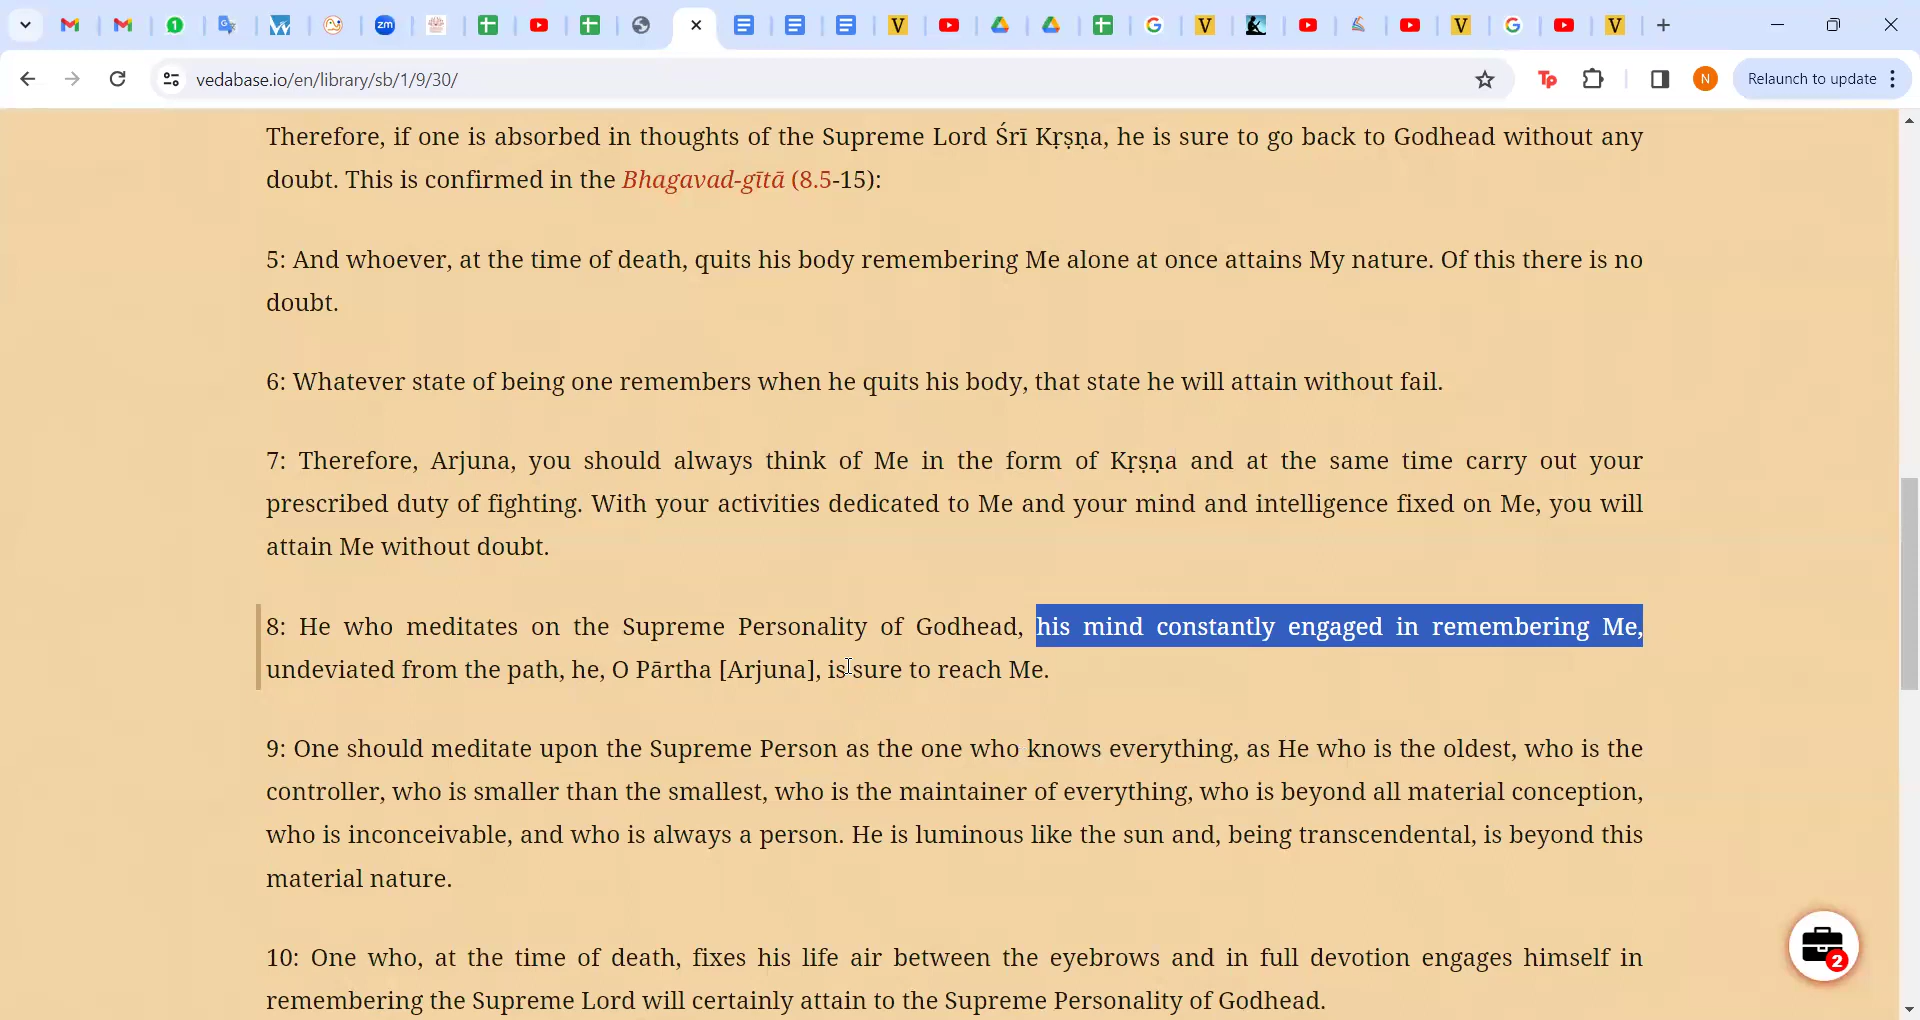 zm
V
V
V
V
vedabase.io/en/library/sb/1/9/30/
Tp
N
Relaunch to update
Therefore, if one is absorbed in thoughts of the Supreme Lord Śrī Kṛṣṇa, he is sure to go back to Godhead without any
doubt. This is confirmed in the Bhagavad-gītā (8.5-15):
5: And whoever, at the time of death, quits his body remembering Me alone at once attains My nature. Of this there is no
doubt.
6: Whatever state of being one remembers when he quits his body, that state he will attain without fail.
7: Therefore, Arjuna, you should always think of Me in the form of Kṛṣṇa and at the same time carry out your
prescribed duty of fighting. With your activities dedicated to Me and your mind and intelligence fixed on Me, you will
attain Me without doubt.
8: He who meditates on the Supreme Personality of Godhead, his mind constantly engaged in remembering Me,
undeviated from the path, he, O Pārtha [Arjuna], is sure to reach Me.
9: One should meditate upon the Supreme Person as the one who knows everything, as He who is the oldest, who is the
controller, who is smaller than the smallest, who is the maintainer of everything, who is beyond all material conception,
who is inconceivable, and who is always a person. He is luminous like the sun and, being transcendental, is beyond this
material nature.
10: One who, at the time of death, fixes his life air between the eyebrows and in full devotion engages himself in
remembering the Supreme Lord will certainly attain to the Supreme Personality of Godhead.
2